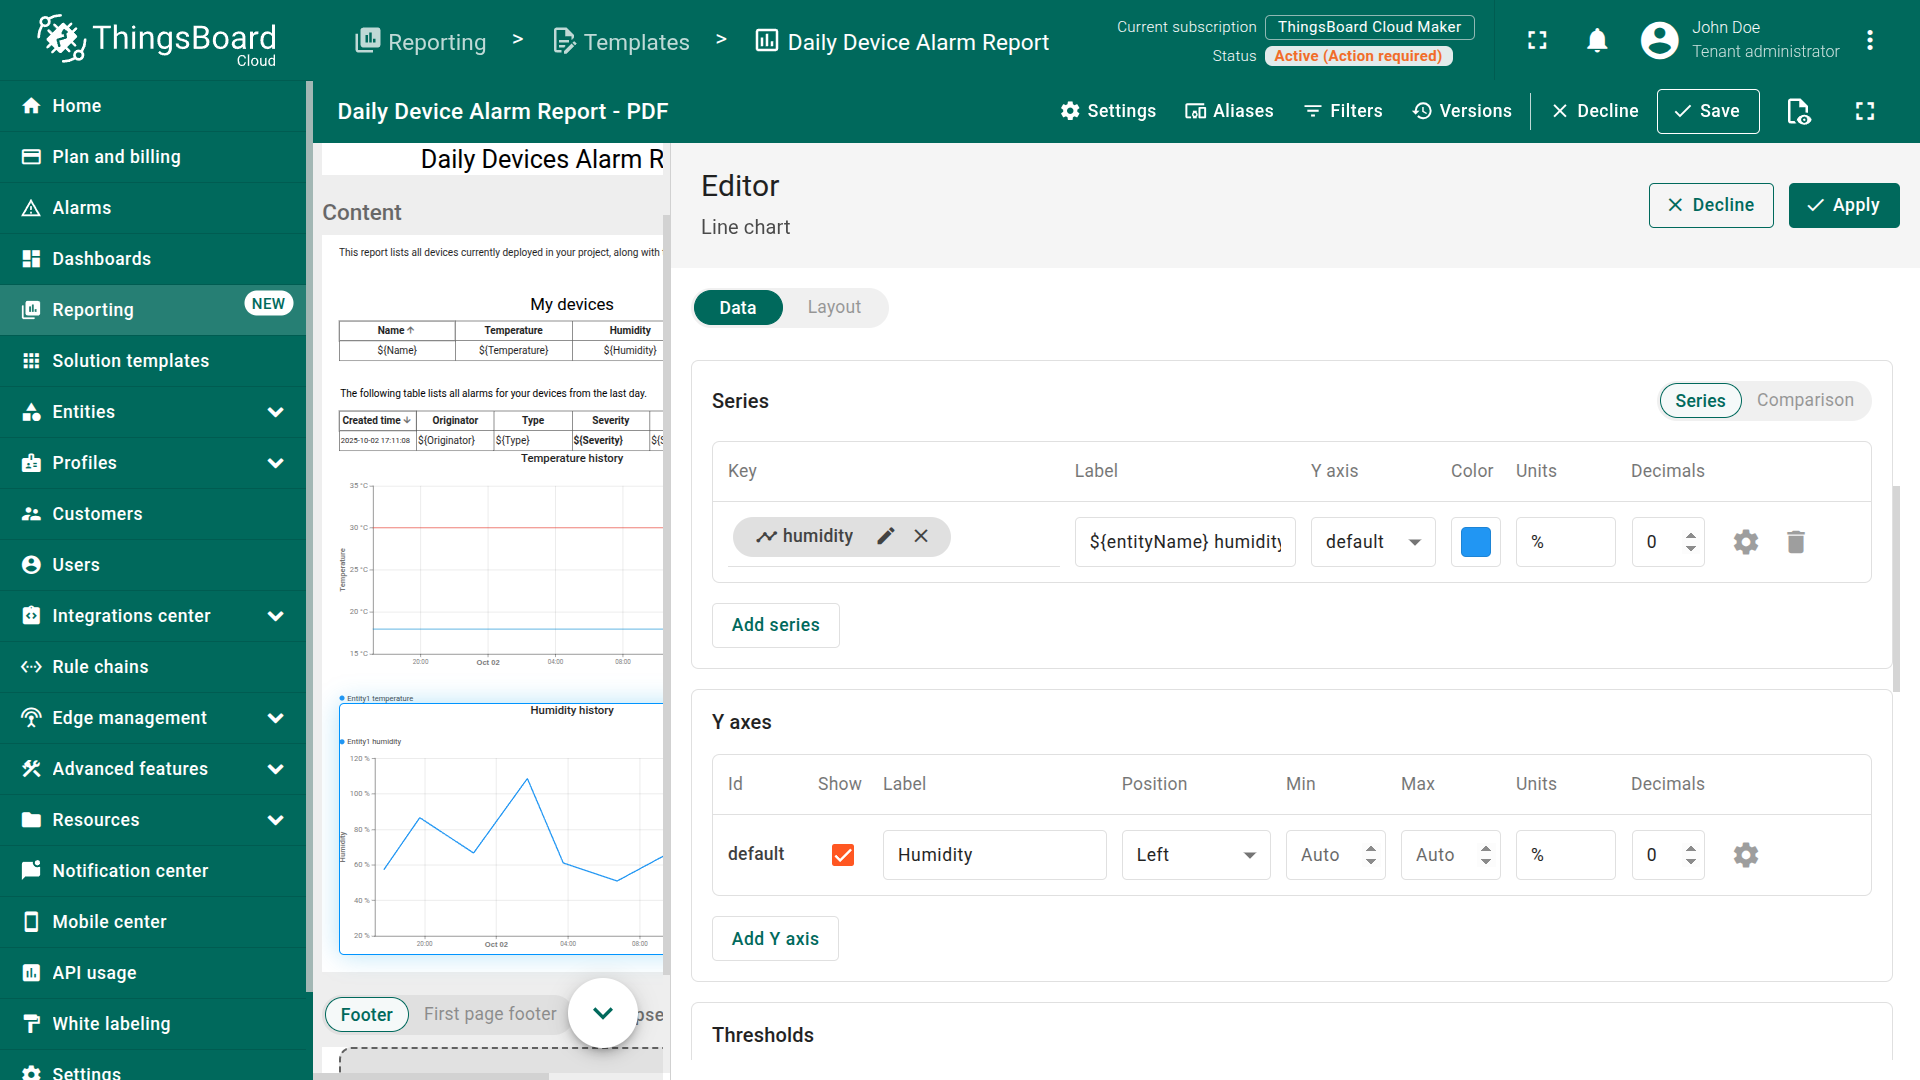 ThingsBoard
Cloud
Reporting > Templates > Daily Device Alarm Report
Current subscription ThingsBoard Cloud Maker
Status Active (Action required)
John Doe
Tenant administrator
Home
Plan and billing
Alarms
Dashboards
Reporting NEW
Solution templates
Entities
Profiles
Customers
Users
Integrations center
Rule chains
Edge management
Advanced features
Resources
Notification center
Mobile center
API usage
White labeling
Settings
Daily Device Alarm Report - PDF
Settings Aliases Filters Versions Decline Save
Daily Devices Alarm R
Content
This report lists all devices currently deployed in your project, along with
My devices
Name Temperature Humidity
${Name} ${Temperature} ${Humidity}
The following table lists all alarms for your devices from the last day.
Created time Originator Type Severity
2025-10-02 17:11:08 ${Originator} ${Type} ${Severity} ${S
Temperature history
35 °C
30 °C
25 °C
20 °C
15 °C
Temperature
20:00 Oct 02 04:00 08:00
Entity1 temperature
Humidity history
Entity1 humidity
120 %
100 %
80 %
60 %
40 %
20 %
Humidity
20:00 Oct 02 04:00 08:00
Footer First page footer pse
Editor
Line chart
Decline Apply
Data Layout
Series
Series Comparison
Key Label Y axis Color Units Decimals
humidity ${entityName} humidity default % 0
Add series
Y axes
Id Show Label Position Min Max Units Decimals
default Humidity Left Auto Auto % 0
Add Y axis
Thresholds